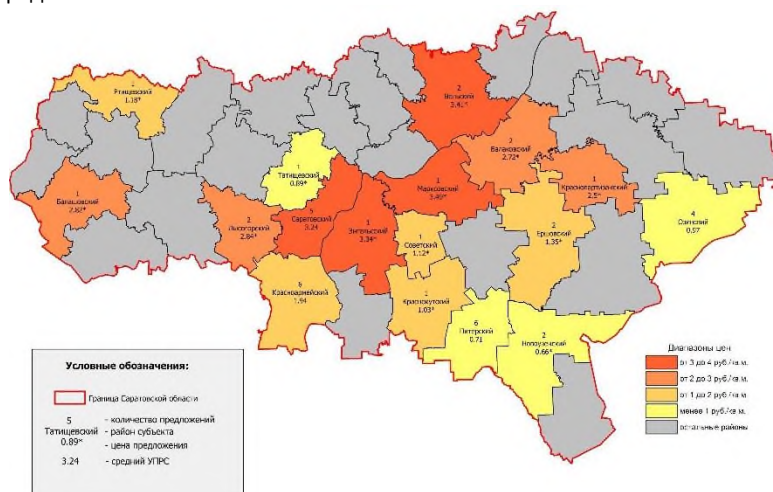 1
Ртищевский
1.18*
2
Вольский
3.41*
2
Балаковский
2.72*
1
Татищевский
0.89*
Марксовский
3.40*
1
Краснопартизанский
2.5*
1
Балашовский
2.82*
2
Лысогорский
2.84*
5
Саратовский
3.24
Энгельсский
3.34*
1
Советский
1.12*
2
Ершовский
1.35*
4
Озинский
0.97
6
Красноармейский
1.94
1
Краснокутский
1.03*
6
Питерский
0.71
2
Новоузенский
0.66*
Диапазоны цен
от 3 до 4 руб./кв.м.
от 2 до 3 руб./кв.м.
от 1 до 2 руб./кв.м.
менее 1 руб./кв.м.
остальные районы
Условные обозначения:
Граница Саратовской области
5 - количество предложений
Татищевский - район субъекта
0.89* - цена предложения
3.24 - средний УПРС